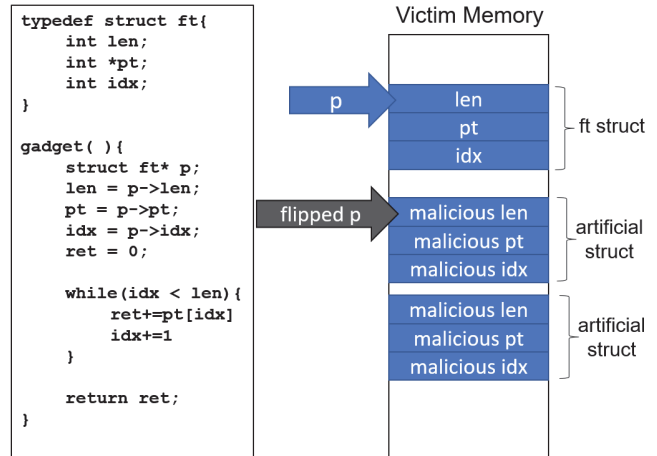 typedef struct ft{
int len;
int *pt;
int idx;
}
gadget( ){
struct ft* p;
len = p->len;
pt = p->pt;
idx = p->idx;
ret = 0;
while(idx < len){
ret+=pt[idx]
idx+=1
}
return ret;
}
Victim Memory
p
len
pt
idx
ft struct
flipped p
malicious len
malicious pt
malicious idx
artificial
struct
malicious len
malicious pt
malicious idx
artificial
struct